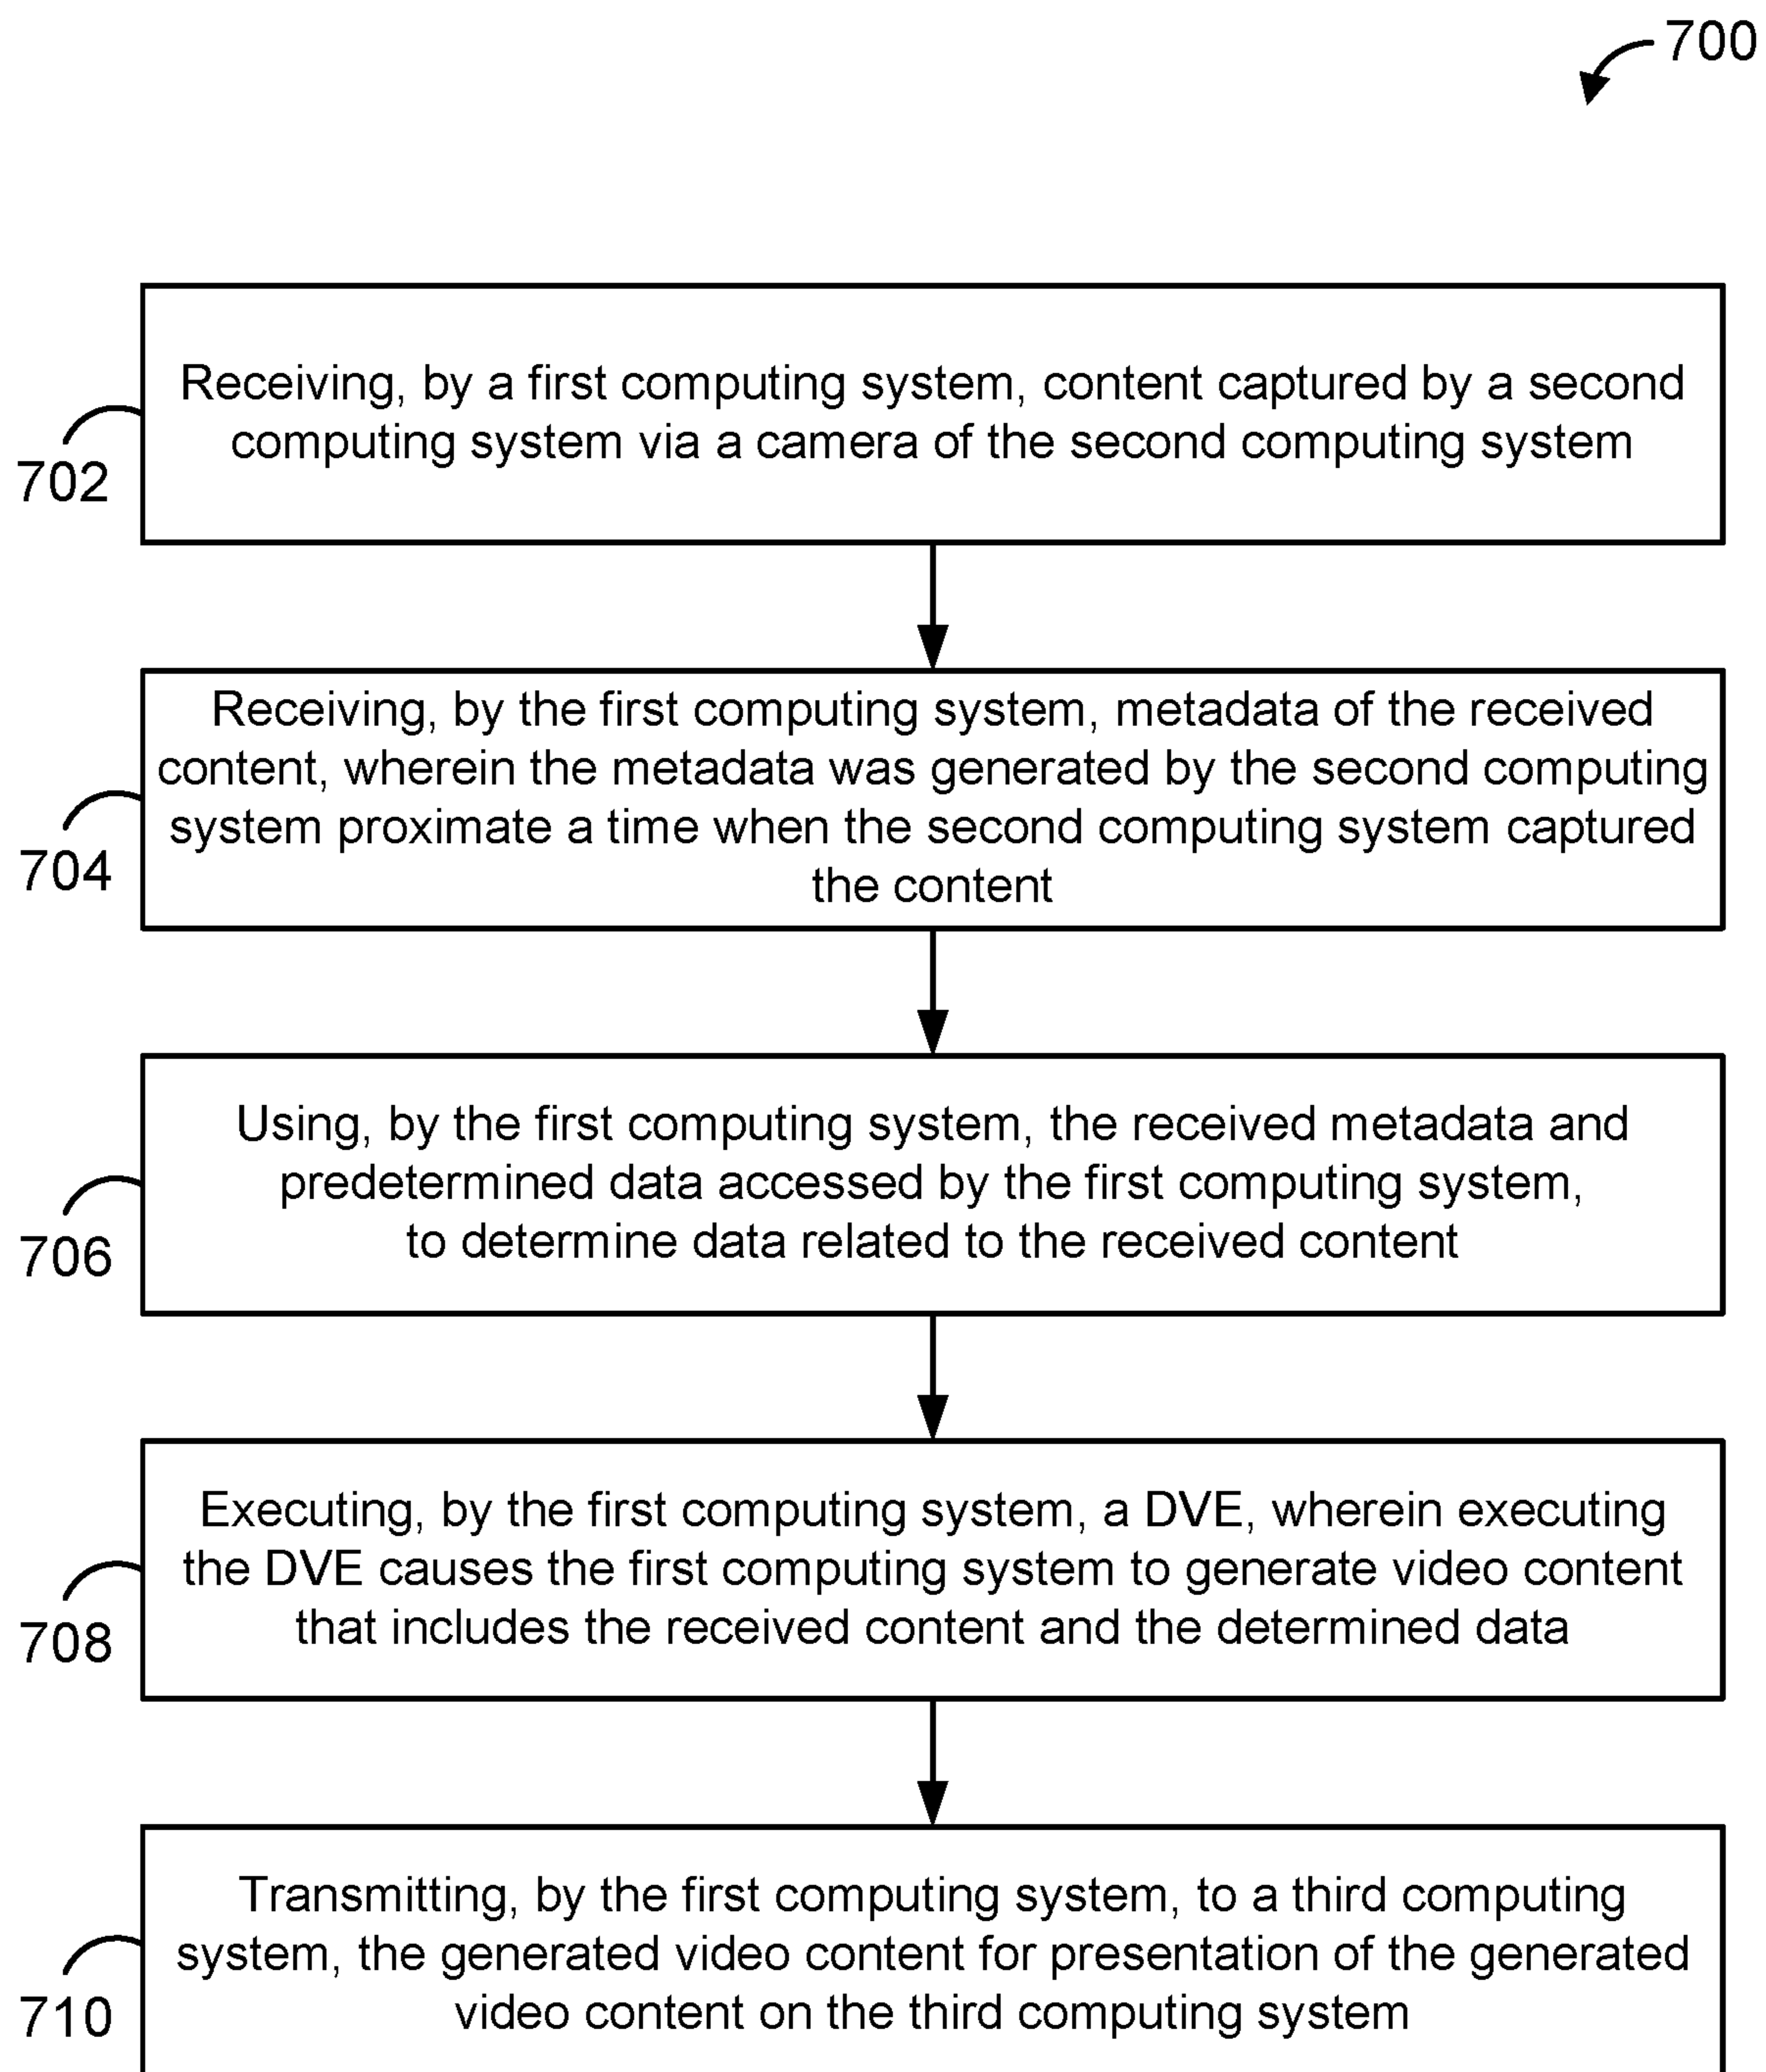 700
Receiving, by a first computing system, content captured by a second
computing system via a camera of the second computing system
702
Receiving, by the first computing system, metadata of the received
content, wherein the metadata was generated by the second computing
system proximate a time when the second computing system captured
the content
704
Using, by the first computing system, the received metadata and
predetermined data accessed by the first computing system,
to determine data related to the received content
706
Executing, by the first computing system, a DVE, wherein executing
the DVE causes the first computing system to generate video content
that includes the received content and the determined data
708
Transmitting, by the first computing system, to a third computing
system, the generated video content for presentation of the generated
video content on the third computing system
710